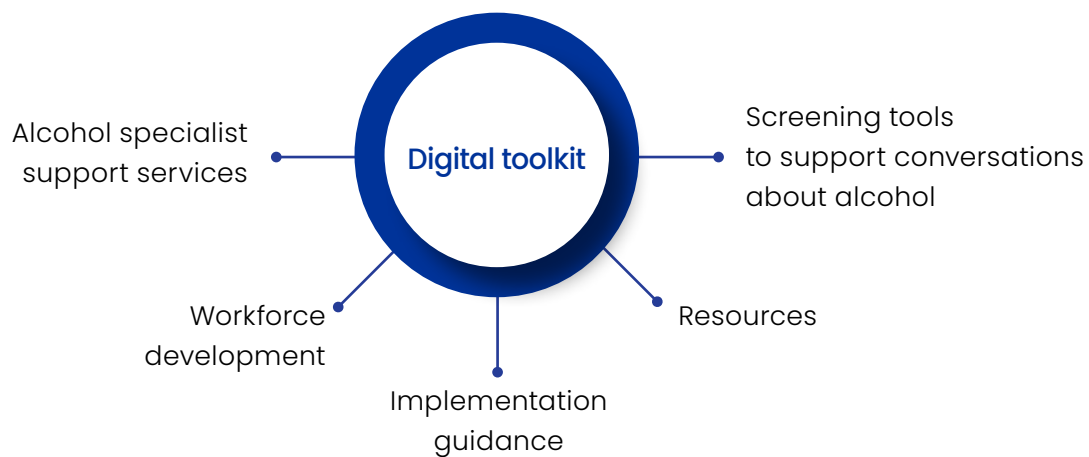 Digital toolkit
Alcohol specialist
support services
Workforce
development
Implementation
guidance
Resources
Screening tools
to support conversations
about alcohol